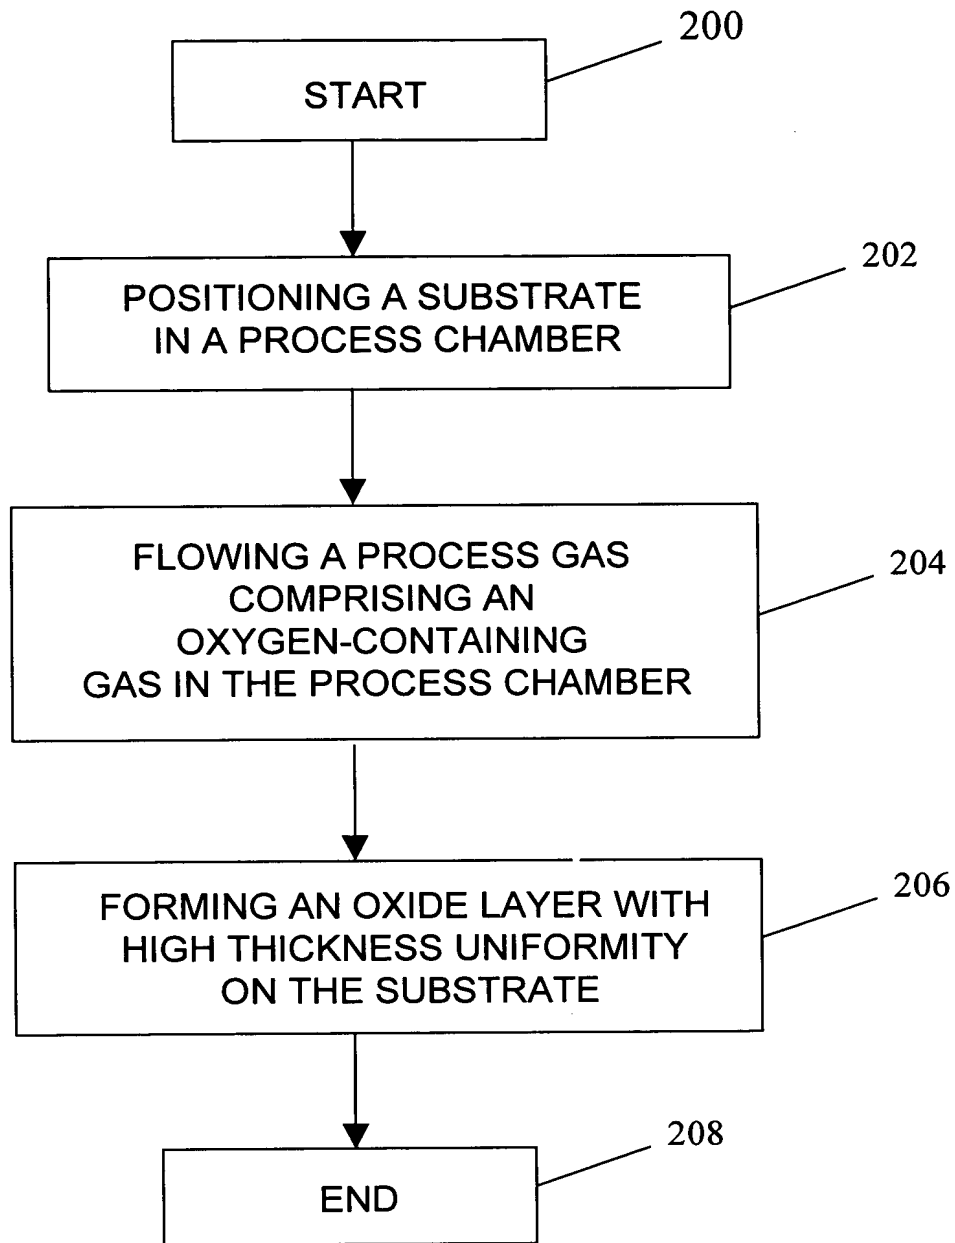 200
START
202
POSITIONING A SUBSTRATE
IN A PROCESS CHAMBER
204
FLOWING A PROCESS GAS
COMPRISING AN
OXYGEN-CONTAINING
GAS IN THE PROCESS CHAMBER
206
FORMING AN OXIDE LAYER WITH
HIGH THICKNESS UNIFORMITY
ON THE SUBSTRATE
208
END